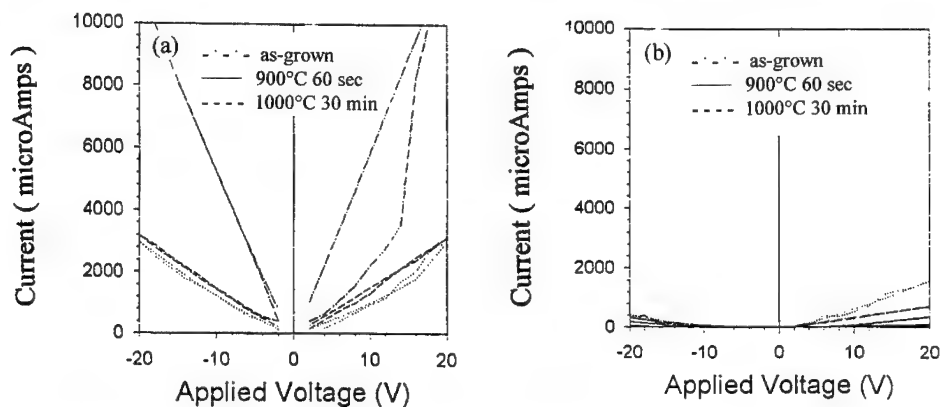 (a)
as-grown
900°C 60 sec
1000°C 30 min
10000
8000
6000
4000
2000
0
-20 -10 0 10 20
Current ( microAmps )
Applied Voltage (V)
(b)
as-grown
900°C 60 sec
1000°C 30 min
10000
8000
6000
4000
2000
0
-20 -10 0 10 20
Current ( microAmps )
Applied Voltage (V)